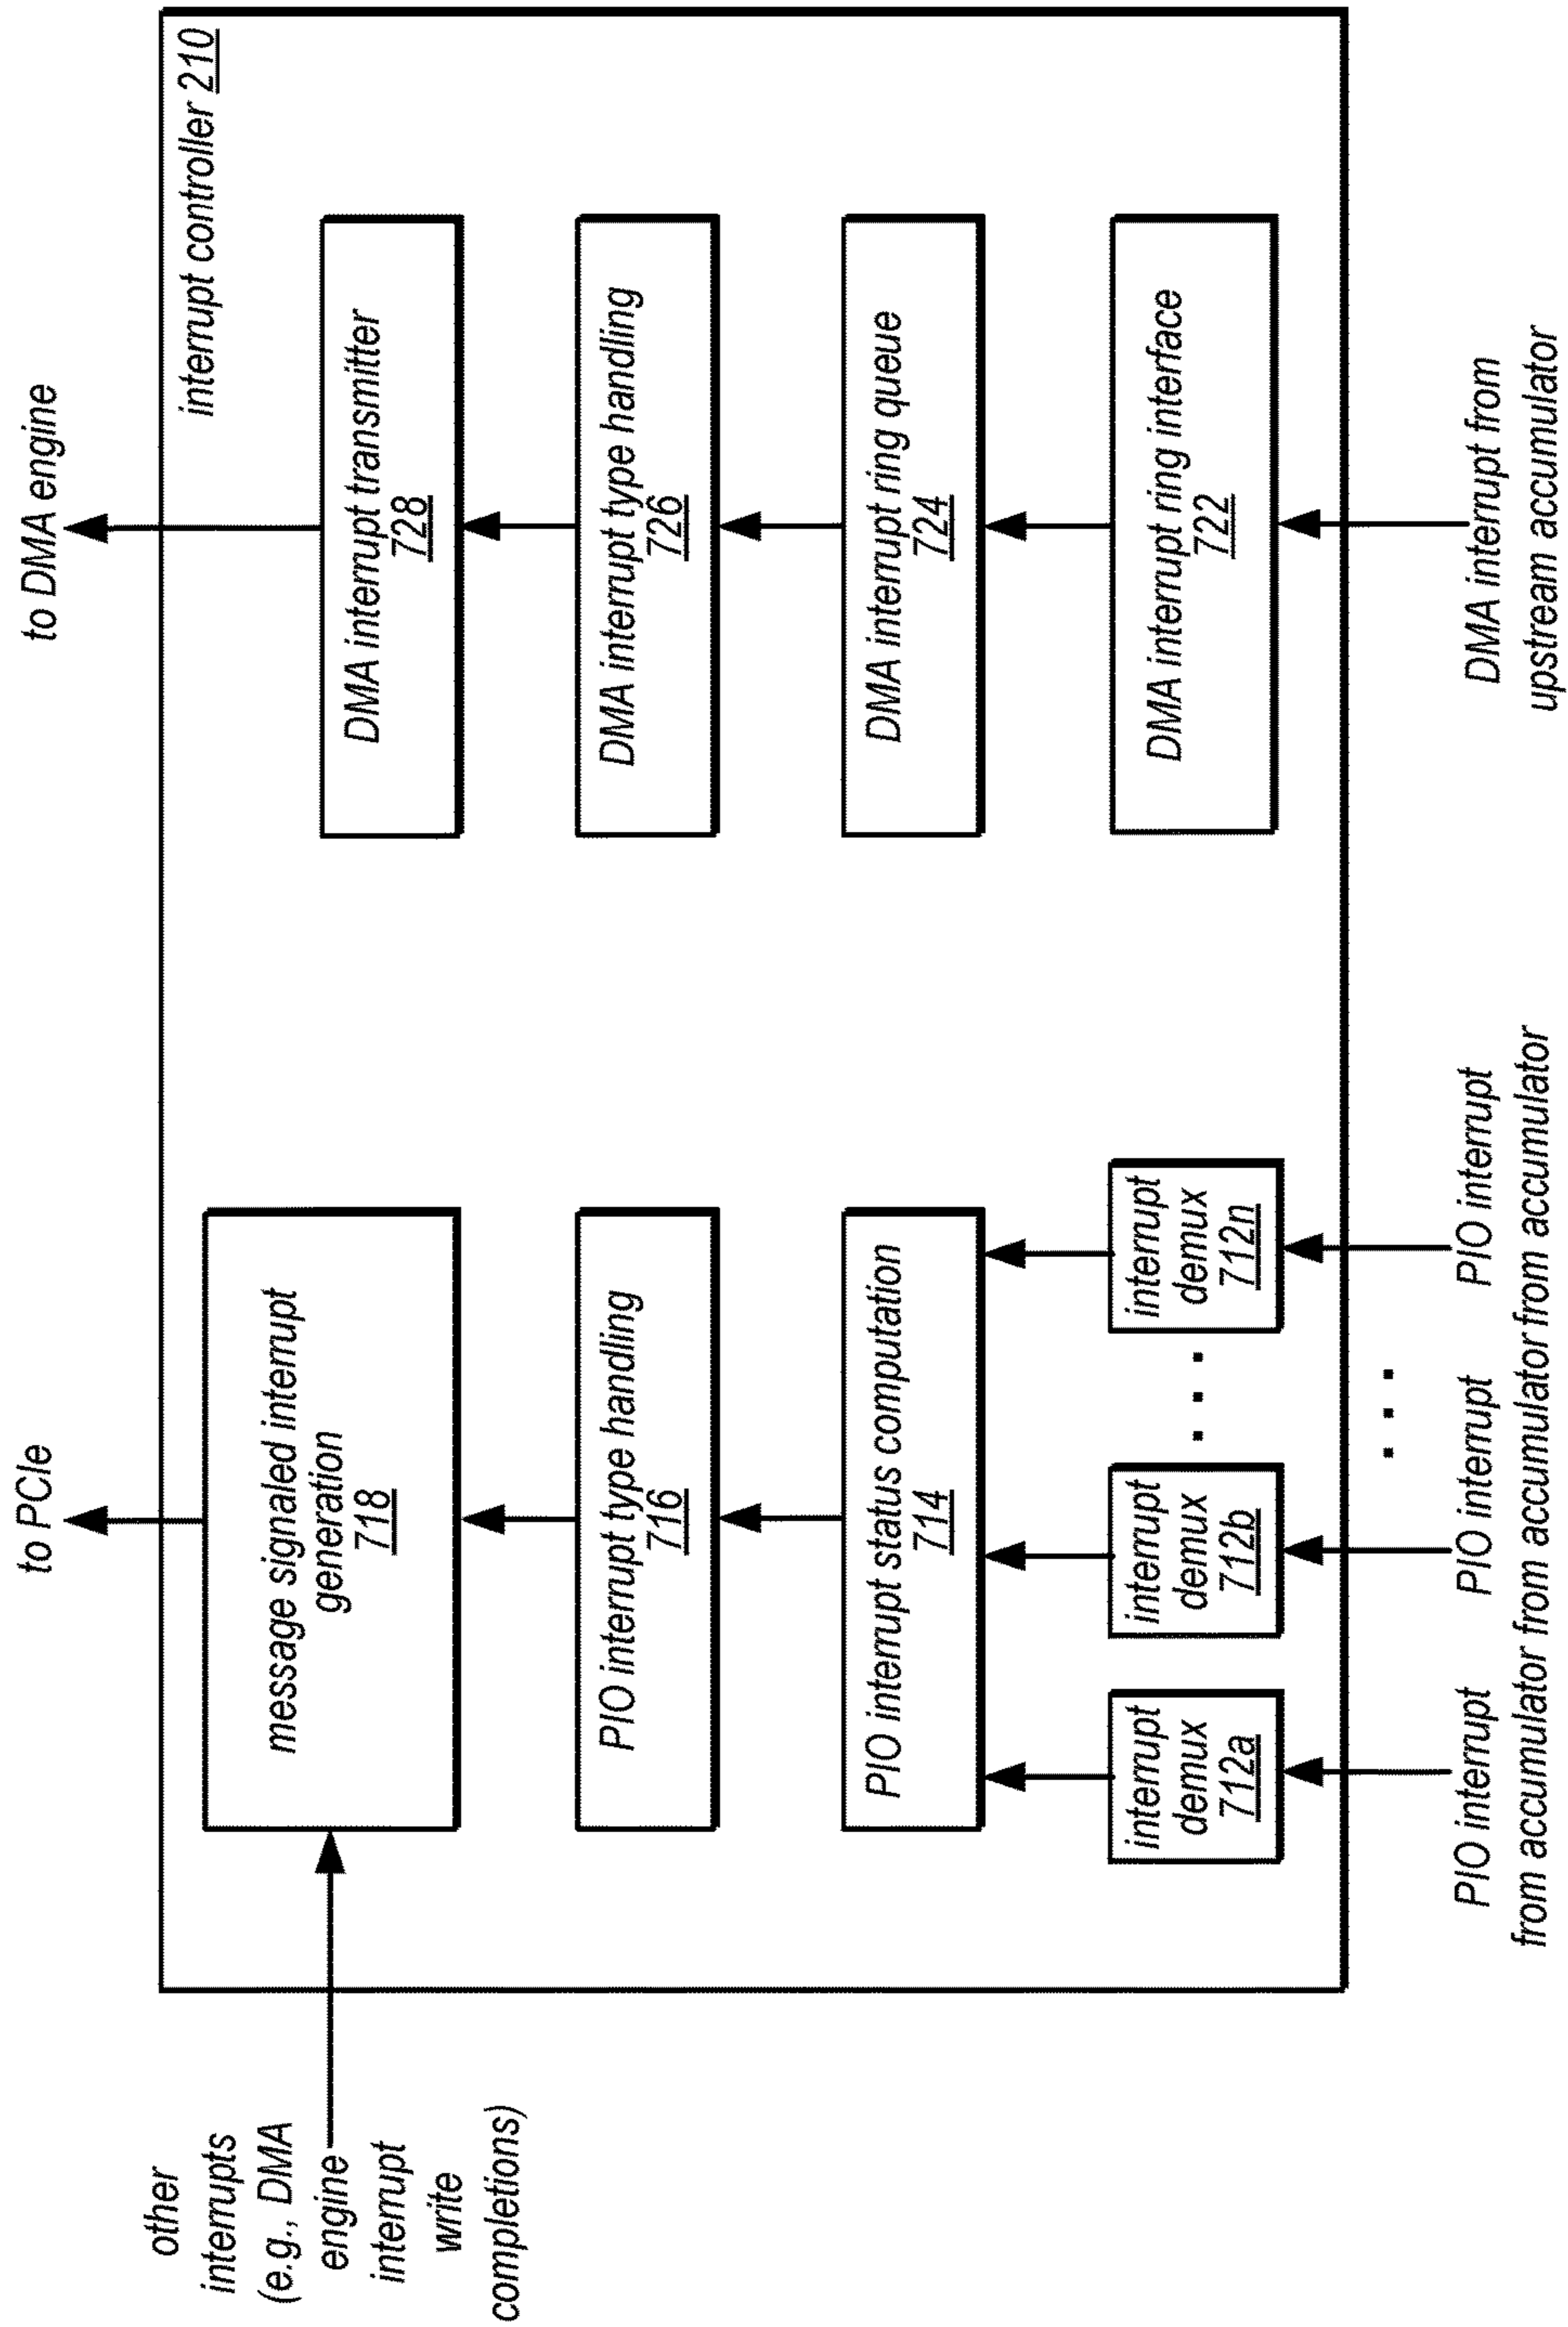 to PCIe
to DMA engine
interrupt controller 210
other
interrupts
(e.g., DMA
engine
interrupt
write
completions)
message signaled interrupt
generation
718
DMA interrupt transmitter
728
PIO interrupt type handling
716
DMA interrupt type handling
726
PIO interrupt status computation
714
DMA interrupt ring queue
724
interrupt
demux
712a
interrupt
demux
712b
. . .
interrupt
demux
712n
DMA interrupt ring interface
722
. . .
PIO interrupt
from accumulator
PIO interrupt
from accumulator
PIO interrupt
from accumulator
DMA interrupt from
upstream accumulator